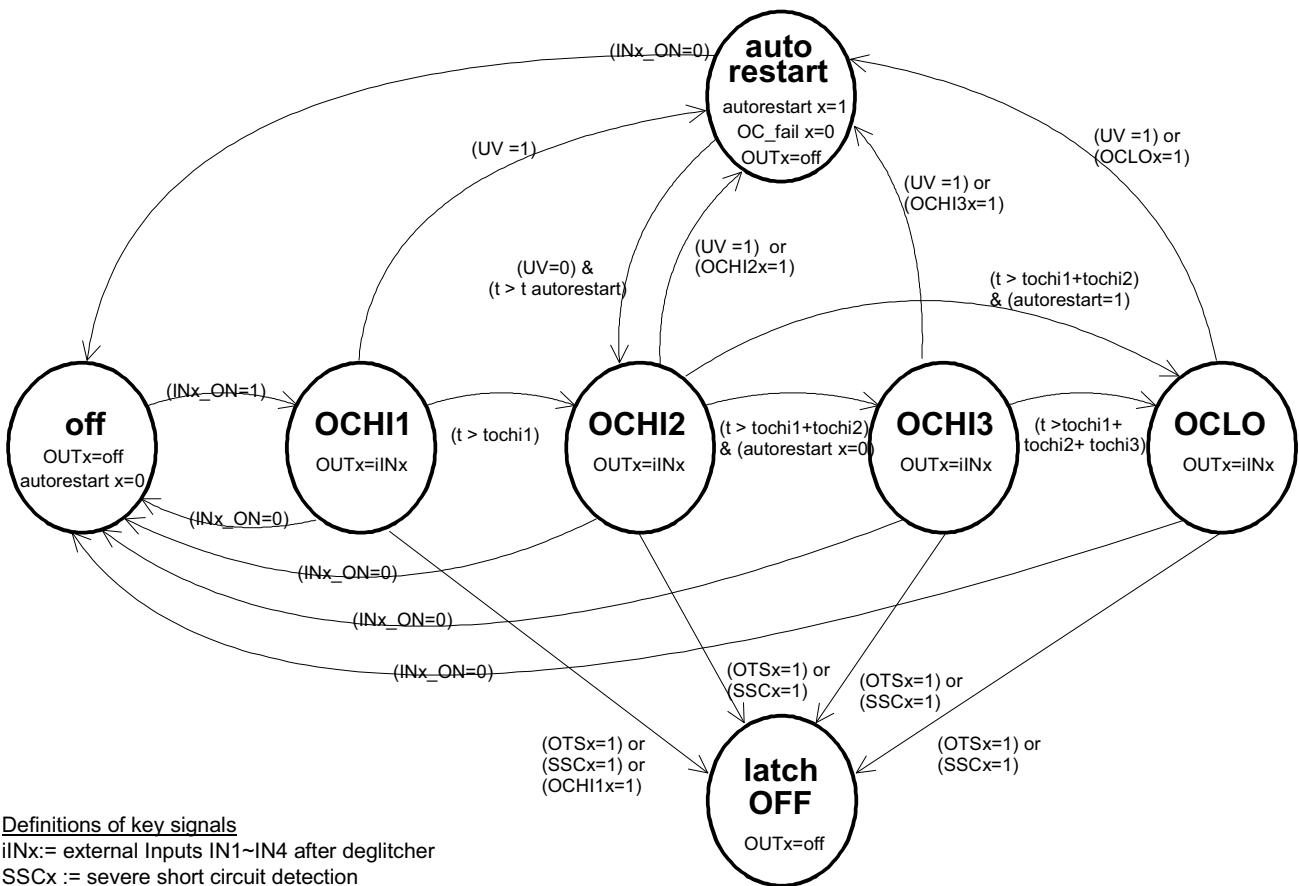 auto
restart
autorestart x=1
OC_fail x=0
OUTx=off
(INx_ON=0)
(UV =1)
(UV =1) or
(OCLOx=1)
(UV =1) or
(OCHI3x=1)
(UV =1) or
(OCHI2x=1)
(UV=0) &
(t > t autorestart)
(t > tochi1+tochi2)
& (autorestart=1)
off
OUTx=off
autorestart x=0
(INx_ON=1)
OCHI1
OUTx=iINx
(t > tochi1)
OCHI2
OUTx=iINx
(t > tochi1+tochi2)
& (autorestart x=0)
OCHI3
OUTx=iINx
(t >tochi1+
tochi2+ tochi3)
OCLO
OUTx=iINx
(INx_ON=0)
(INx_ON=0)
(INx_ON=0)
(INx_ON=0)
(OTSx=1) or
(SSCx=1)
(OTSx=1) or
(SSCx=1)
(OTSx=1) or
(SSCx=1) or
(OCHI1x=1)
(OTSx=1) or
(SSCx=1)
latch
OFF
OUTx=off
Definitions of key signals
iINx:= external Inputs IN1~IN4 after deglitcher
SSCx := severe short circuit detection